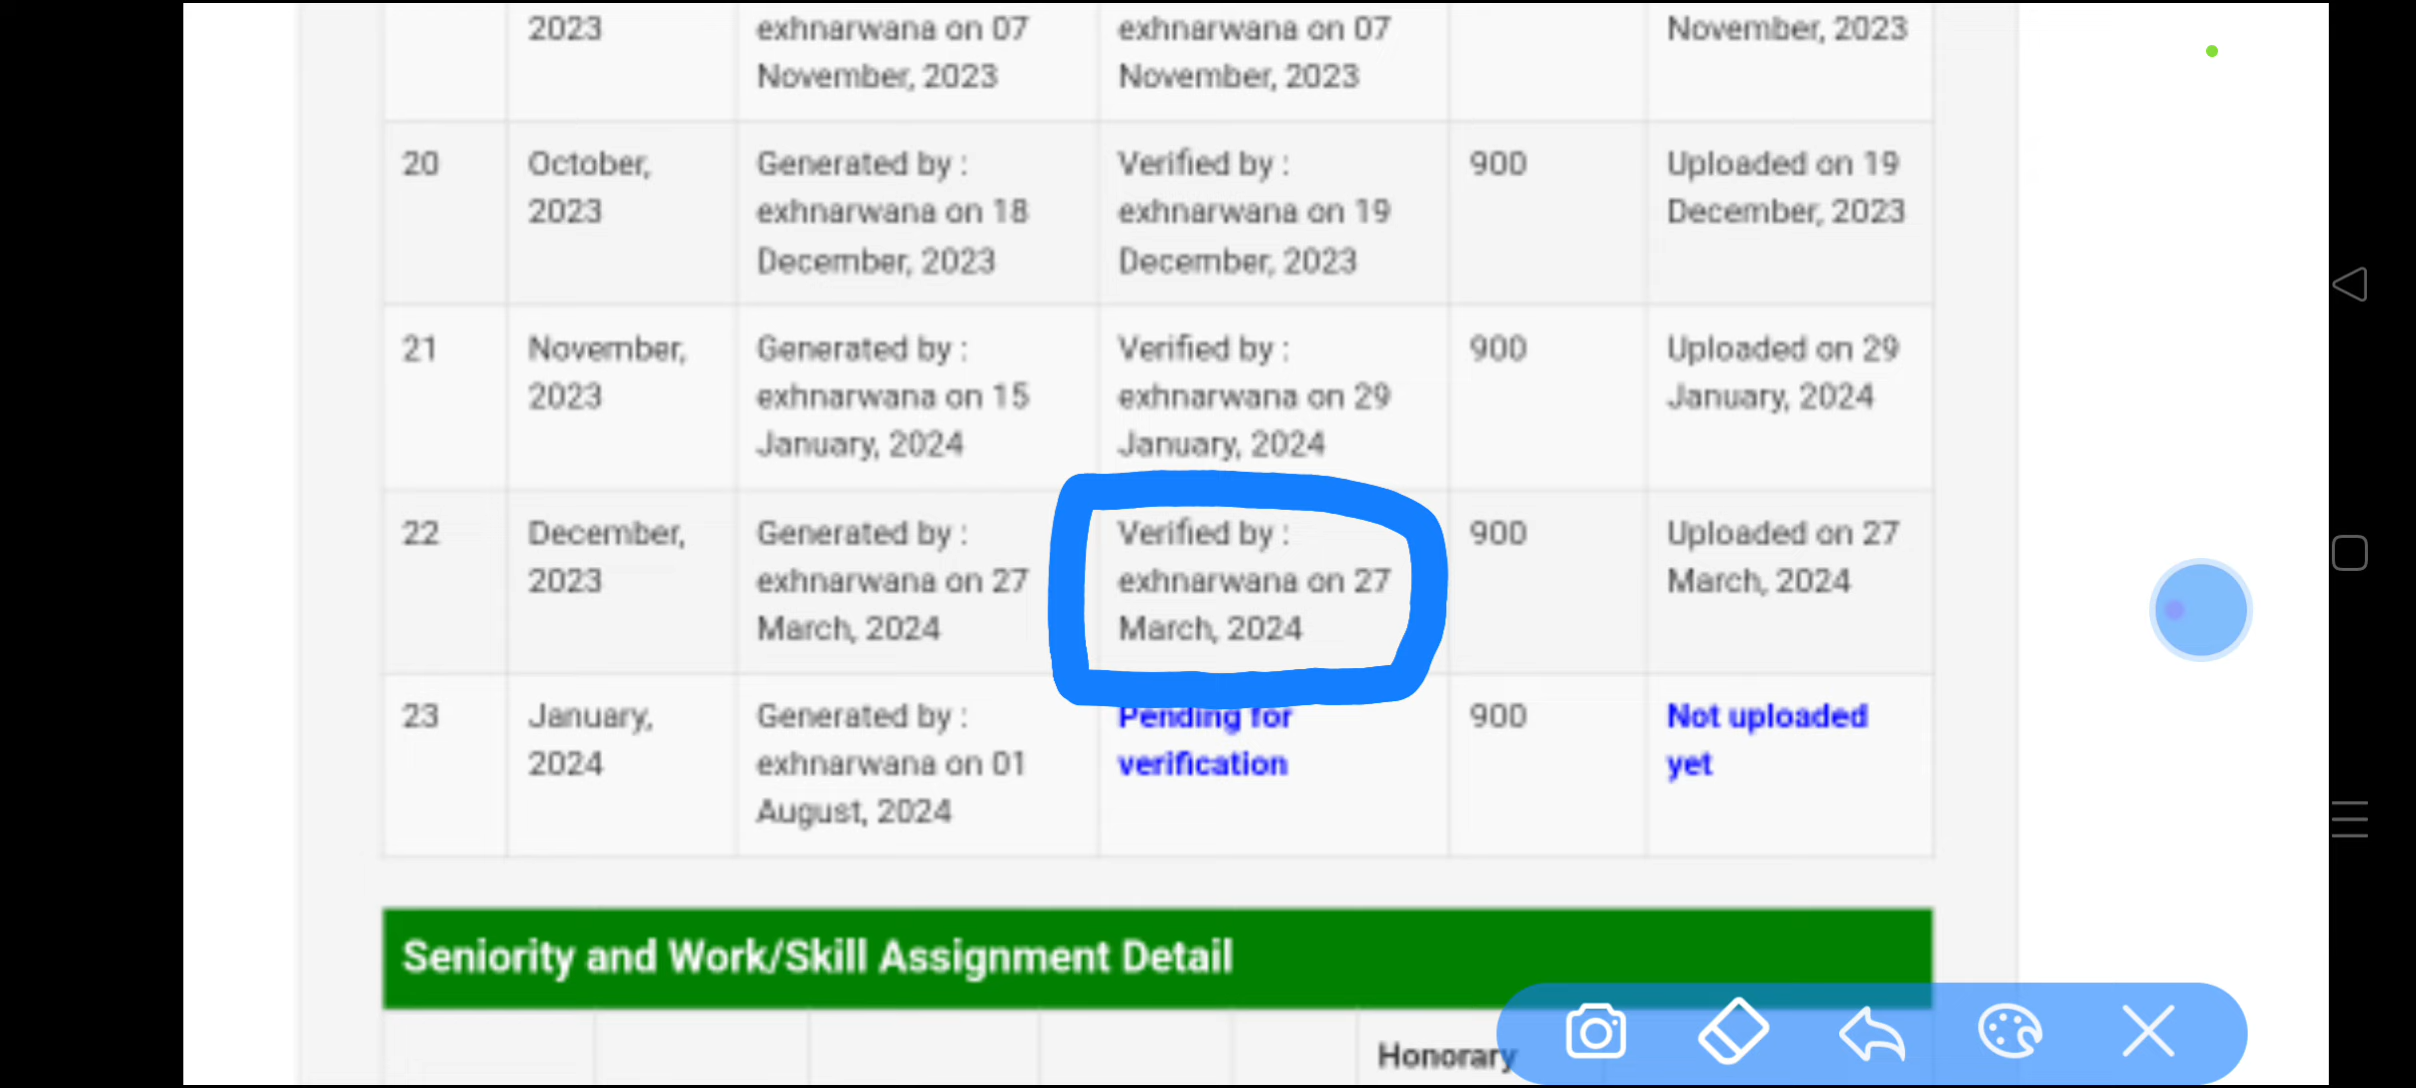 2023
exhnarwana on 07
November, 2023
exhnarwana on 07
November, 2023
November, 2023
20
October,
2023
Generated by :
exhnarwana on 18
December, 2023
Verified by :
exhnarwana on 19
December, 2023
900
Uploaded on 19
December, 2023
21
November,
2023
Generated by :
exhnarwana on 15
January, 2024
Verified by :
exhnarwana on 29
January, 2024
900
Uploaded on 29
January, 2024
22
December,
2023
Generated by :
exhnarwana on 27
March, 2024
Verified by :
exhnarwana on 27
March, 2024
900
Uploaded on 27
March, 2024
23
January,
2024
Generated by :
exhnarwana on 01
August, 2024
Pending for
verification
900
Not uploaded
yet
Seniority and Work/Skill Assignment Detail
Honorary